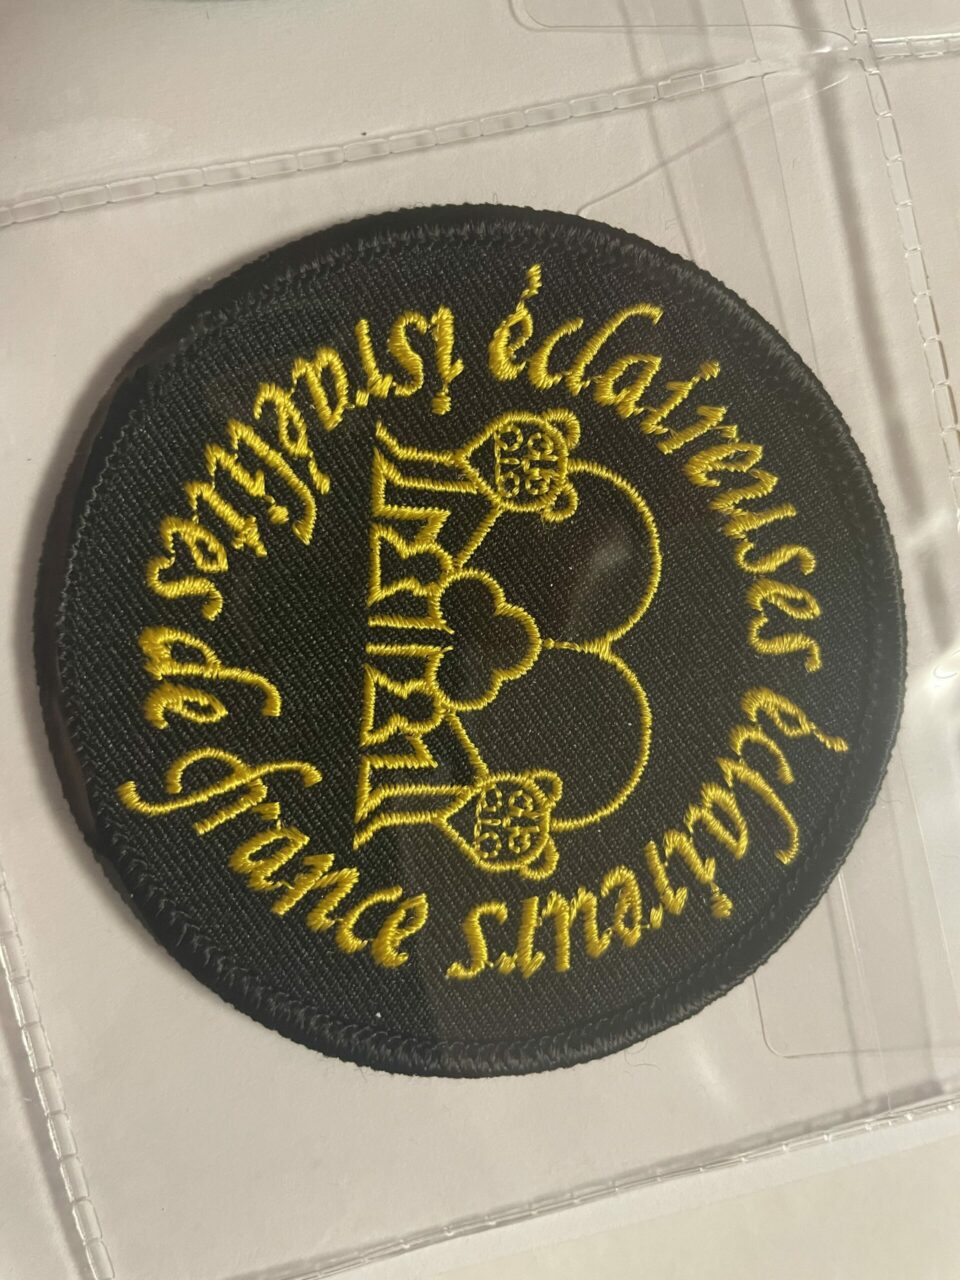 éclaireuses éclaireurs
israélites de france